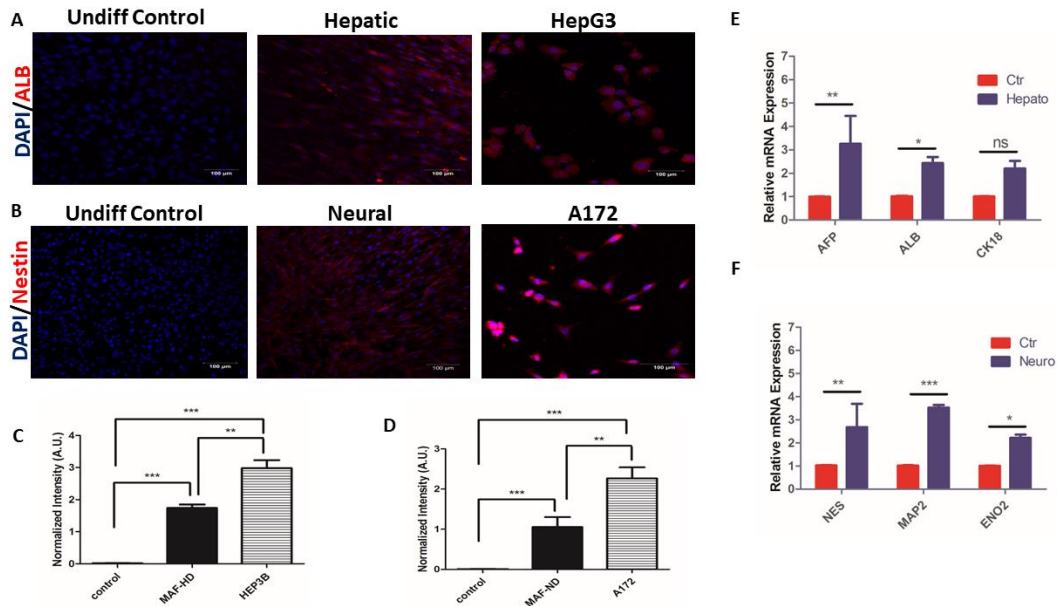 A
Undiff Control
Hepatic
HepG3
DAPI/ALB
100 µm
100 µm
100 µm
B
Undiff Control
Neural
A172
DAPI/Nestin
100 µm
100 µm
100 µm
C
Normalized Intensity (A.U.)
4
3
2
1
0
***
***
**
control
MAF-HD
HEP3B
D
Normalized Intensity (A.U.)
3
2
1
0
***
***
**
control
MAF-ND
A172
E
Relative mRNA Expression
7
6
5
4
3
2
1
0
Ctr
Hepato
**
*
ns
AFP
ALB
CK18
F
Relative mRNA Expression
7
6
5
4
3
2
1
0
Ctr
Neuro
**
***
*
NES
MAP2
ENO2